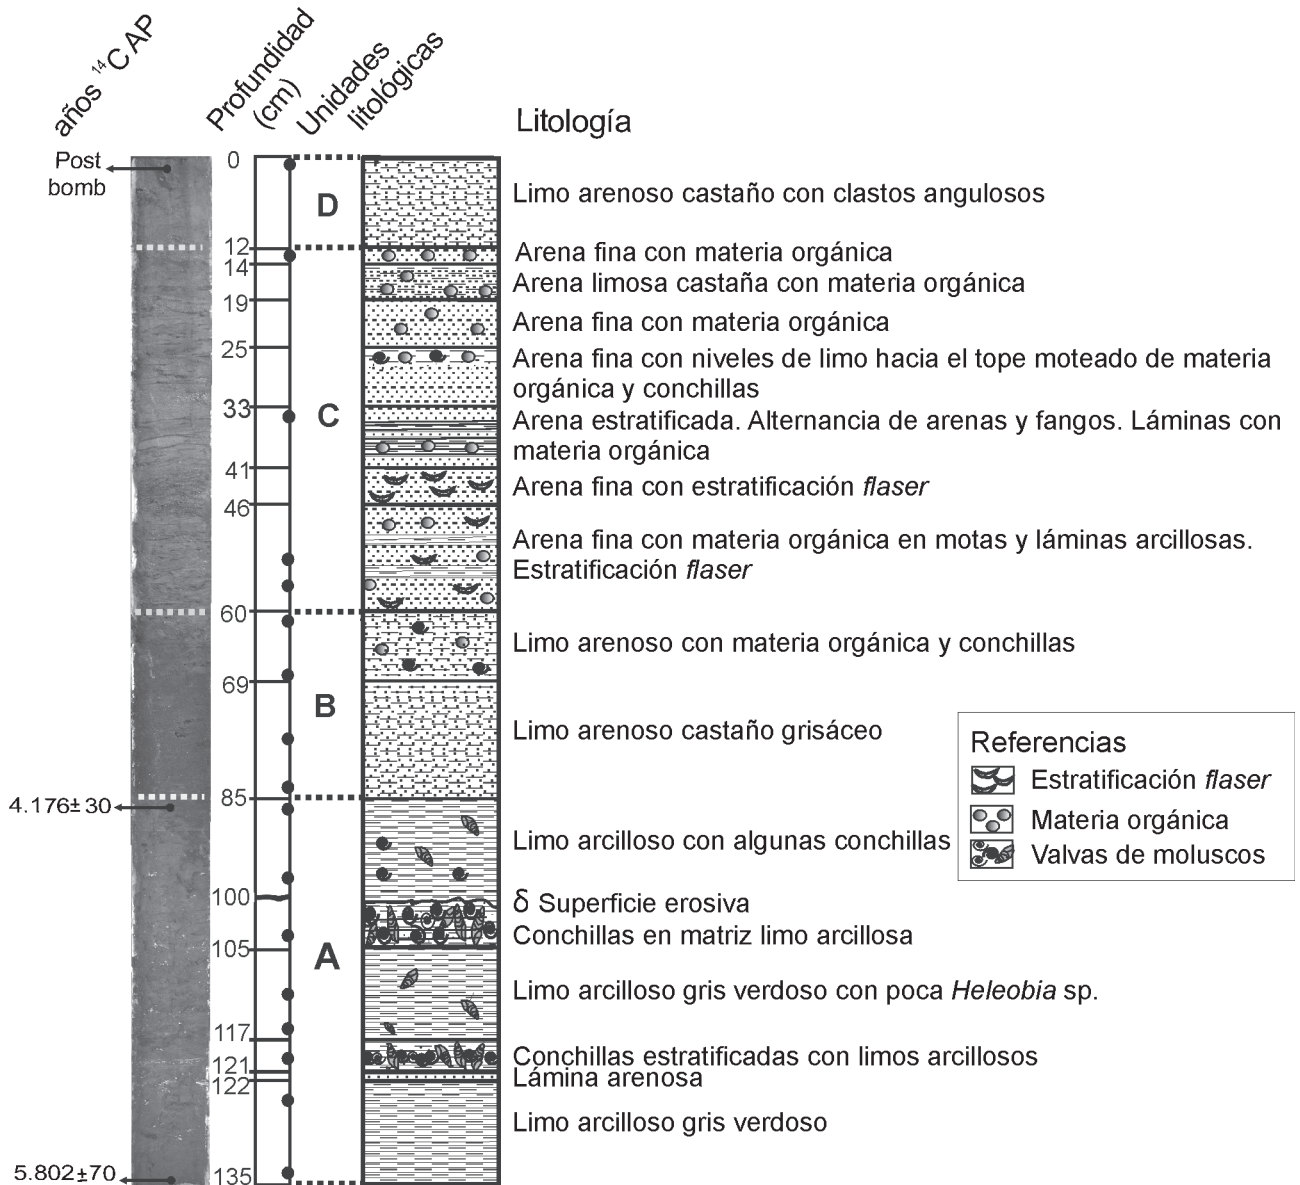 años ¹⁴C AP
Profundidad
(cm)
Unidades
litológicas
Litología
Post
bomb
0
D
Limo arenoso castaño con clastos angulosos
12
Arena fina con materia orgánica
14
Arena limosa castaña con materia orgánica
19
Arena fina con materia orgánica
25
Arena fina con niveles de limo hacia el tope moteado de materia
orgánica y conchillas
33
C
Arena estratificada. Alternancia de arenas y fangos. Láminas con
materia orgánica
41
Arena fina con estratificación flaser
46
Arena fina con materia orgánica en motas y láminas arcillosas.
Estratificación flaser
60
Limo arenoso con materia orgánica y conchillas
69
B
Limo arenoso castaño grisáceo
85
4.176±30
Limo arcilloso con algunas conchillas
100
δ Superficie erosiva
Conchillas en matriz limo arcillosa
105
A
Limo arcilloso gris verdoso con poca Heleobia sp.
117
Conchillas estratificadas con limos arcillosos
121
Lámina arenosa
122
Limo arcilloso gris verdoso
5.802±70
135
Referencias
Estratificación flaser
Materia orgánica
Valvas de moluscos